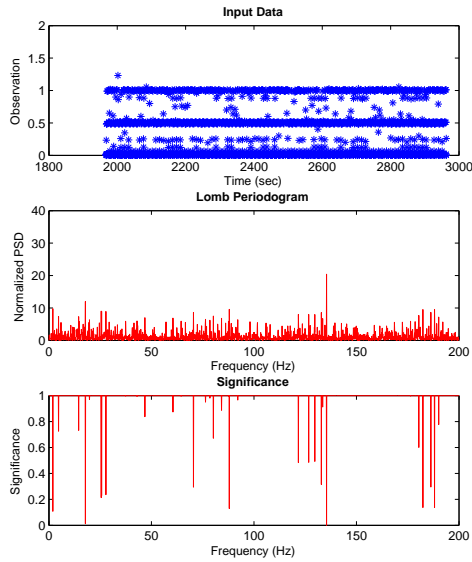 Input Data
2
1.5
1
0.5
0
Observation
1800 2000 2200 2400 2600 2800 3000
Time (sec)
Lomb Periodogram
40
30
20
10
0
Normalized PSD
0 50 100 150 200
Frequency (Hz)
Significance
1
0.8
0.6
0.4
0.2
0
Significance
0 50 100 150 200
Frequency (Hz)